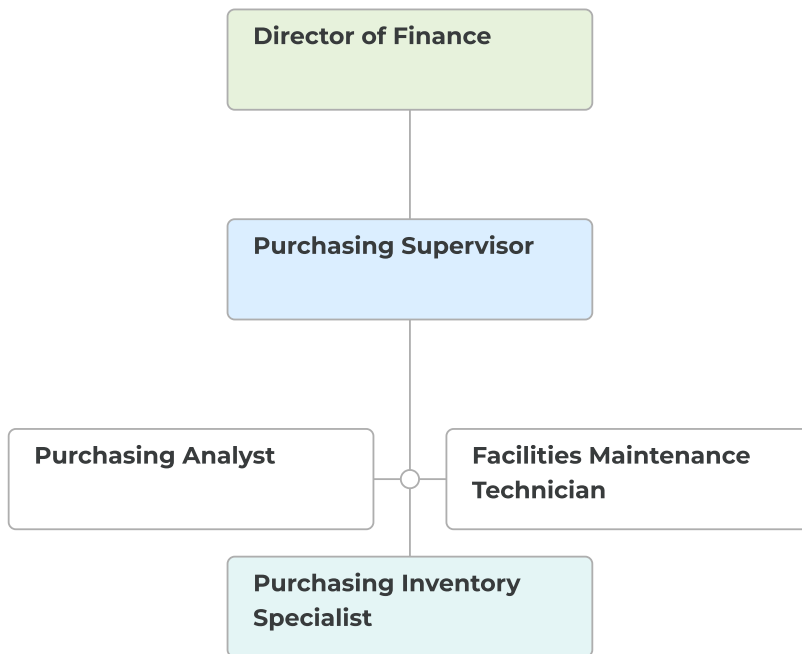 Director of Finance
Purchasing Supervisor
Purchasing Analyst
Facilities Maintenance
Technician
Purchasing Inventory
Specialist